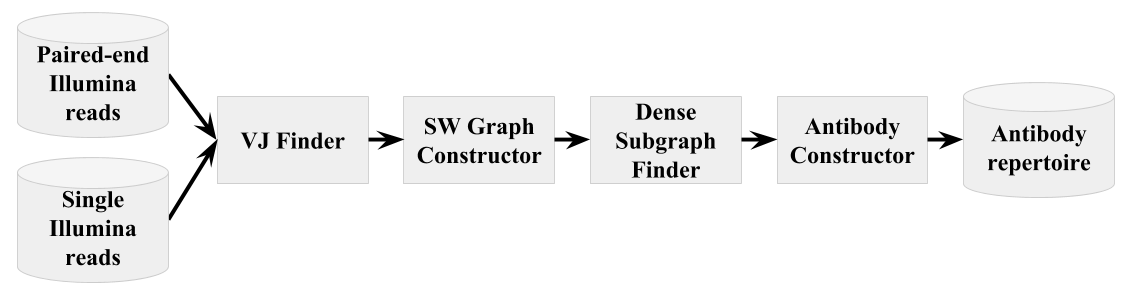 Paired-end
Illumina
reads
Single
Illumina
reads
VJ Finder
SW Graph
Constructor
Dense
Subgraph
Finder
Antibody
Constructor
Antibody
repertoire